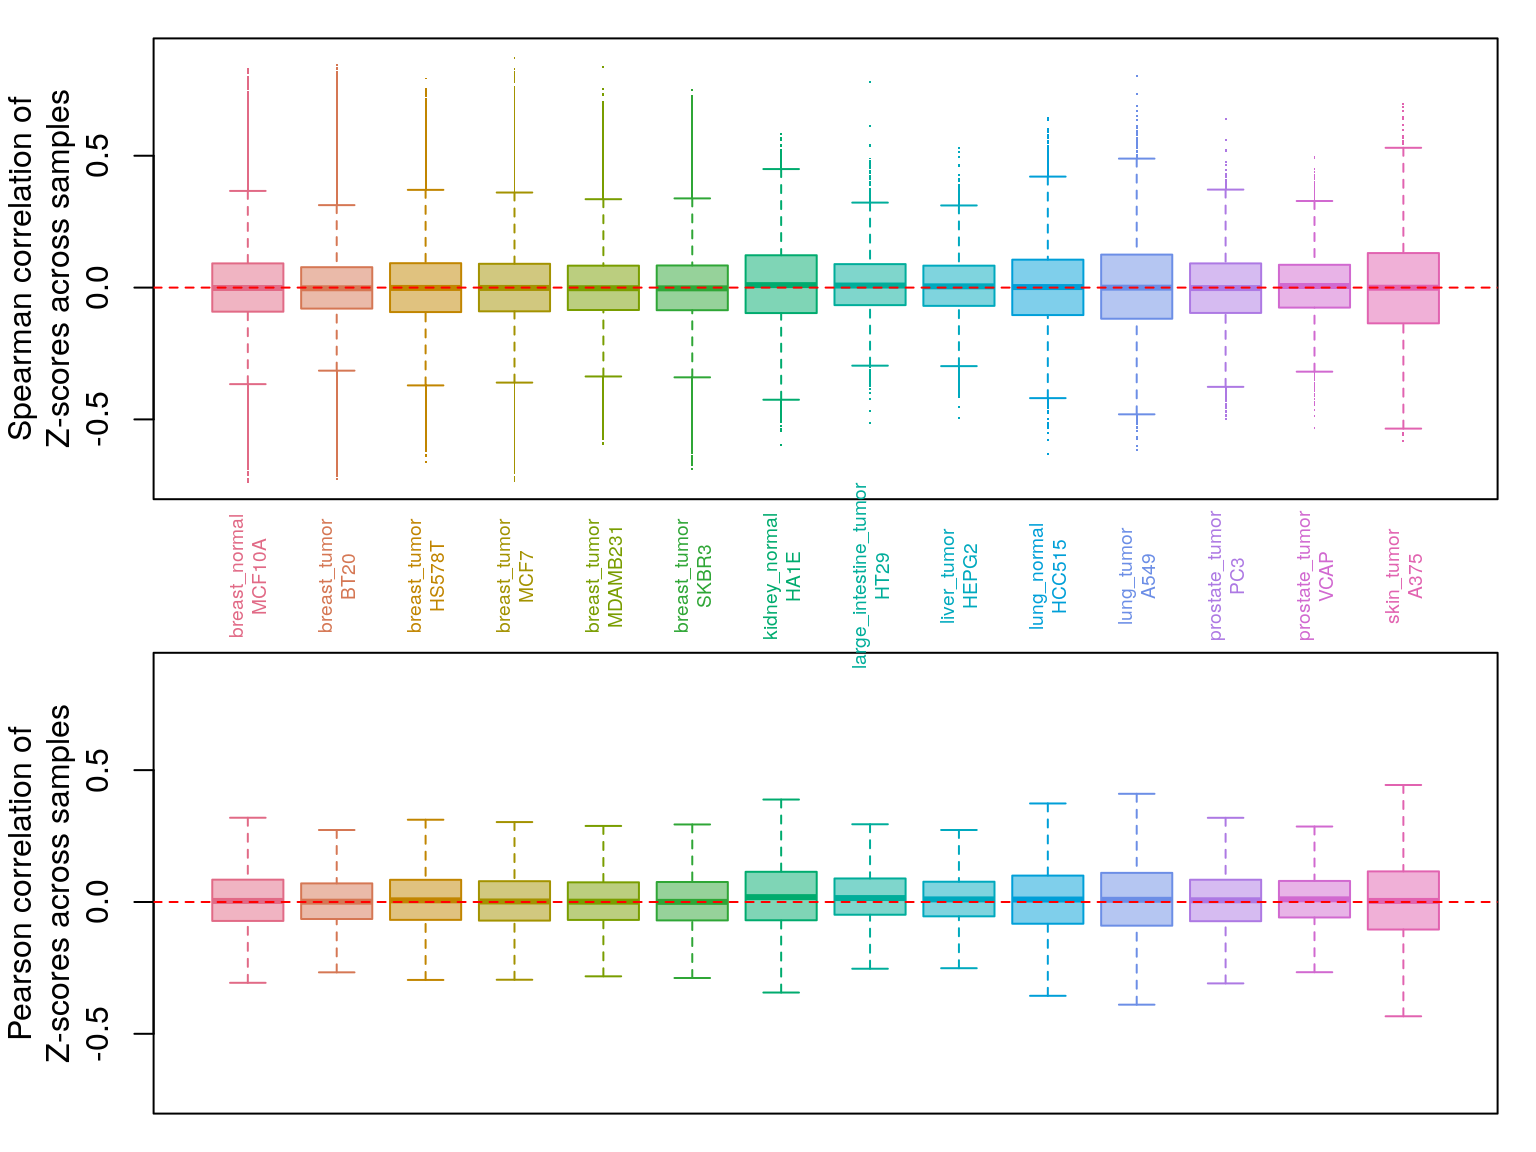 Spearman correlation of
Z-scores across samples
0.5
0.0
-0.5
breast_normal
MCF10A
breast_tumor
BT20
breast_tumor
HS578T
breast_tumor
MCF7
breast_tumor
MDAMB231
breast_tumor
SKBR3
kidney_normal
HA1E
large_intestine_tumor
HT29
liver_tumor
HEPG2
lung_normal
HCC515
lung_tumor
A549
prostate_tumor
PC3
prostate_tumor
VCAP
skin_tumor
A375
Pearson correlation of
Z-scores across samples
0.5
0.0
-0.5